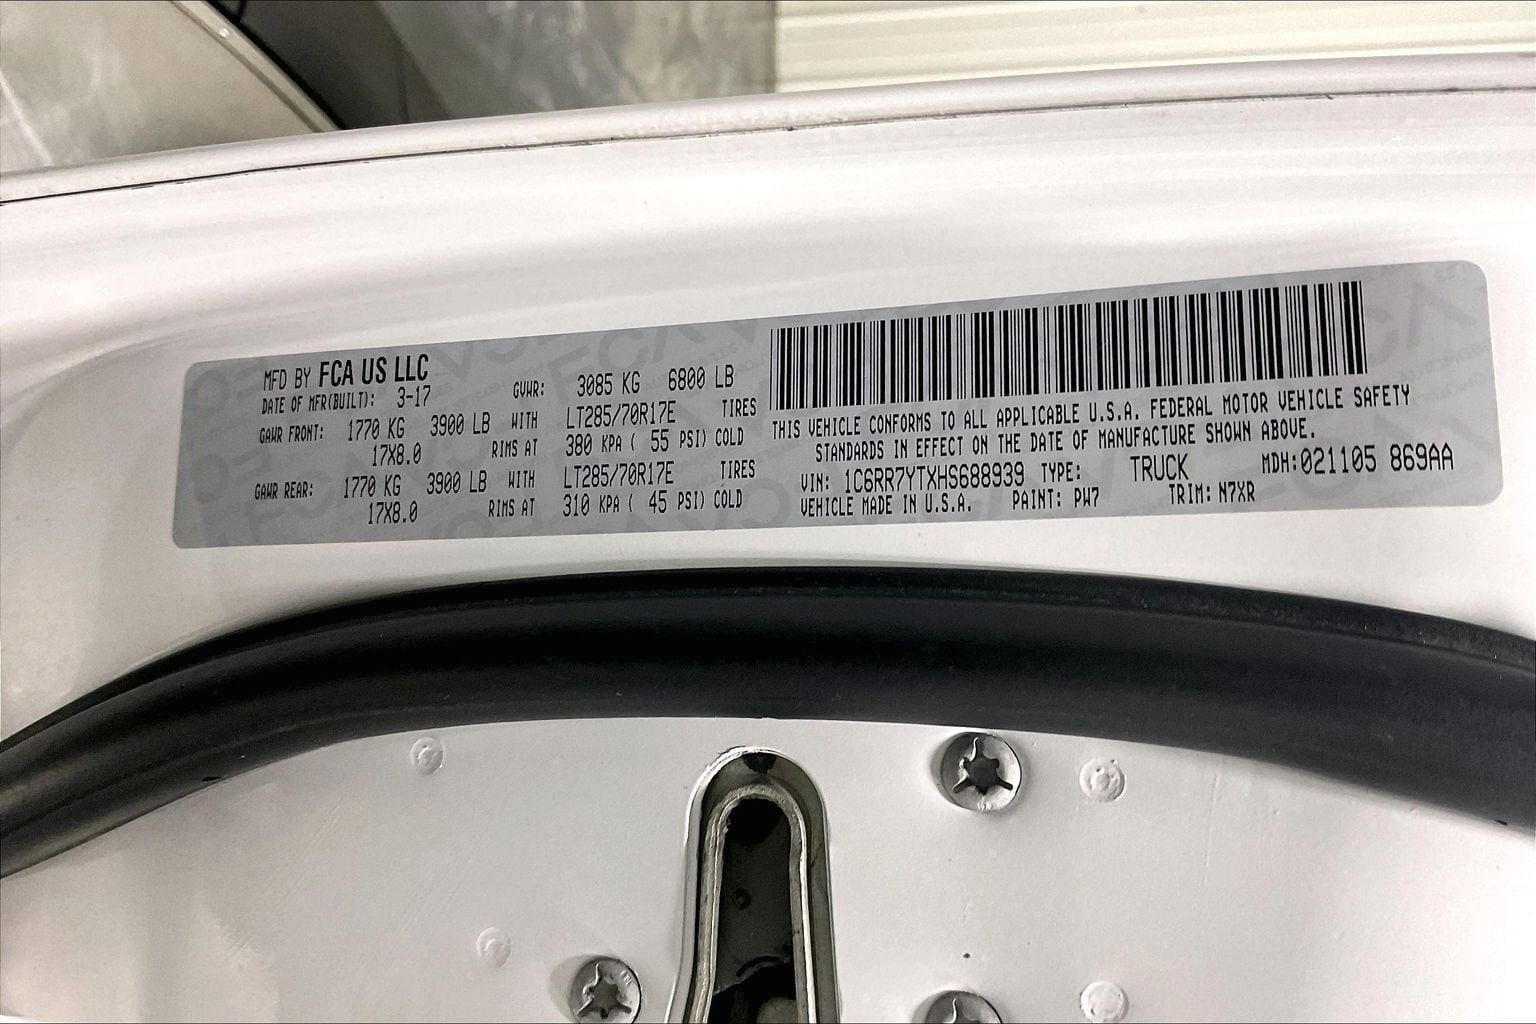 MFD BY FCA US LLC
DATE OF MFR(BUILT): 3-17 GVWR: 3085 KG 6800 LB
GAWR FRONT: 1770 KG 3900 LB WITH LT285/70R17E TIRES
17X8.0 RIMS AT 380 KPA ( 55 PSI) COLD
GAWR REAR: 1770 KG 3900 LB WITH LT285/70R17E TIRES
17X8.0 RIMS AT 310 KPA ( 45 PSI) COLD
THIS VEHICLE CONFORMS TO ALL APPLICABLE U.S.A. FEDERAL MOTOR VEHICLE SAFETY
STANDARDS IN EFFECT ON THE DATE OF MANUFACTURE SHOWN ABOVE.
VIN: 1C6RR7YTXHS688939 TYPE: TRUCK MDH:021105 869AA
VEHICLE MADE IN U.S.A. PAINT: PW7 TRIM: N7XR